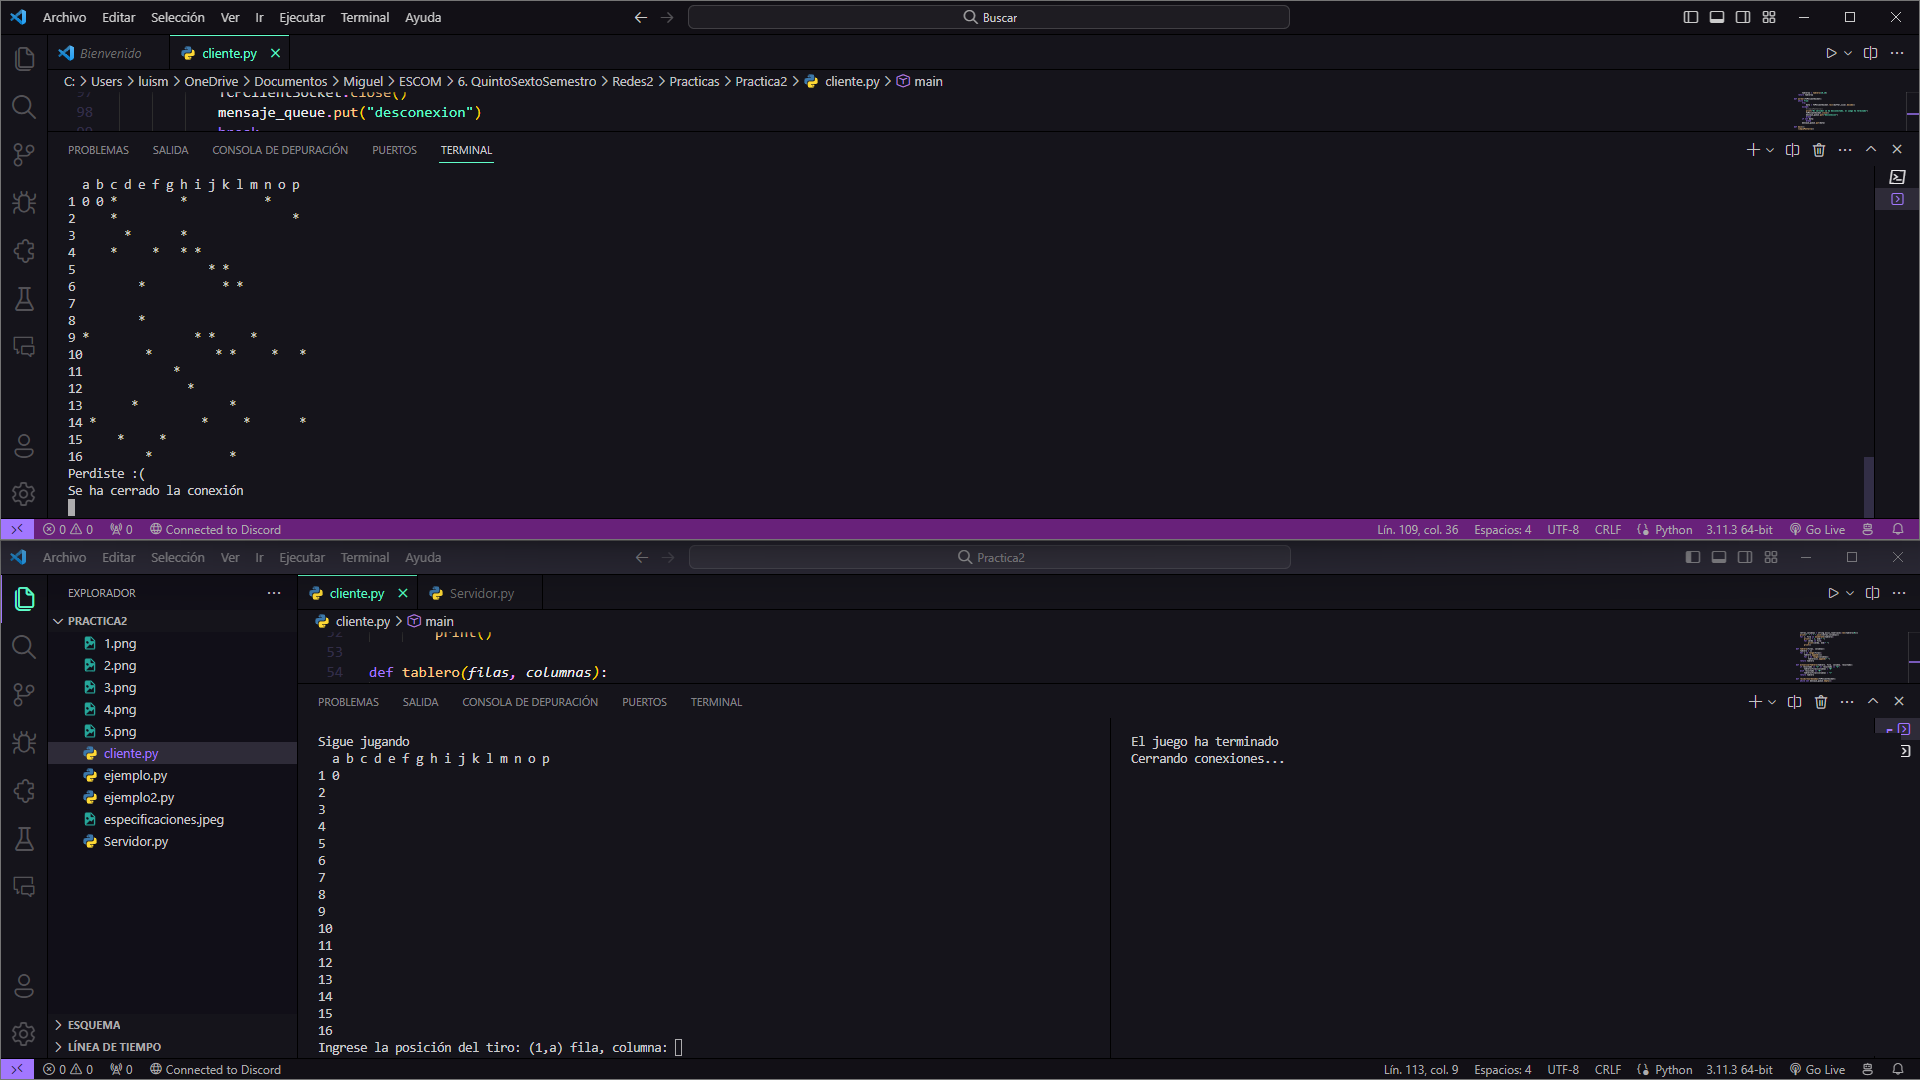 Archivo Editar Selección Ver Ir Ejecutar Terminal Ayuda Buscar
Bienvenido cliente.py
C: > Users > luism > OneDrive > Documentos > Miguel > ESCOM > 6. QuintoSextoSemestro > Redes2 > Practicas > Practica2 > cliente.py > main
97 TCPClientSocket.close()
98 mensaje_queue.put("desconexion")
99 break
PROBLEMAS SALIDA CONSOLA DE DEPURACIÓN PUERTOS TERMINAL
a b c d e f g h i j k l m n o p
1 0 0 * * *
2 * *
3 * *
4 * * * *
5 * *
6 * * *
7
8 *
9 * * * *
10 * * * * *
11 *
12 *
13 * *
14 * * * *
15 * *
16 * *
Perdiste :(
Se ha cerrado la conexión
0 0 0 Connected to Discord Lín. 109, col. 36 Espacios: 4 UTF-8 CRLF Python 3.11.3 64-bit Go Live
Archivo Editar Selección Ver Ir Ejecutar Terminal Ayuda Practica2
EXPLORADOR
PRACTICA2
1.png
2.png
3.png
4.png
5.png
cliente.py
ejemplo.py
ejemplo2.py
especificaciones.jpeg
Servidor.py
ESQUEMA
LÍNEA DE TIEMPO
cliente.py Servidor.py
cliente.py > main
52 print()
53
54 def tablero(filas, columnas):
PROBLEMAS SALIDA CONSOLA DE DEPURACIÓN PUERTOS TERMINAL
Sigue jugando
a b c d e f g h i j k l m n o p
1 0
2
3
4
5
6
7
8
9
10
11
12
13
14
15
16
Ingrese la posición del tiro: (1,a) fila, columna:
El juego ha terminado
Cerrando conexiones...
0 0 0 Connected to Discord Lín. 113, col. 9 Espacios: 4 UTF-8 CRLF Python 3.11.3 64-bit Go Live